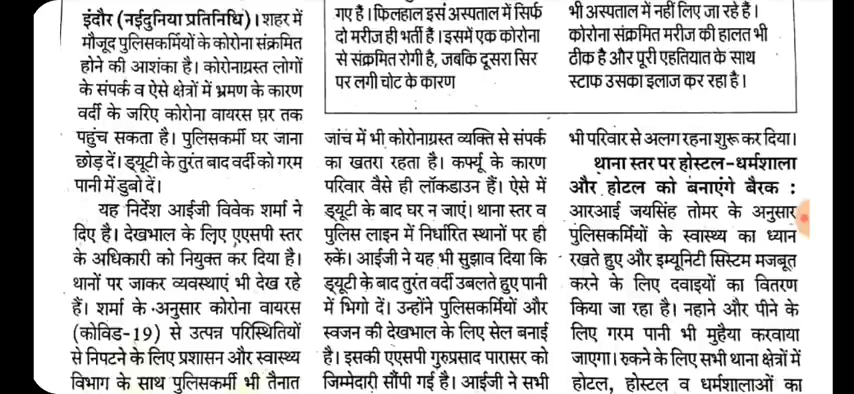 इंदौर (नईदुनिया प्रतिनिधि)। शहर में
मौजूद पुलिसकर्मियों के कोरोना संक्रमित
होने की आशंका है। कोरोनाग्रस्त लोगों
के संपर्क व ऐसे क्षेत्रों में भ्रमण के कारण
वर्दी के जरिए कोरोना वायरस घर तक
पहुंच सकता है। पुलिसकर्मी घर जाना
छोड़ दें। ड्यूटी के तुरंत बाद वर्दी को गरम
पानी में डुबो दें।
यह निर्देश आईजी विवेक शर्मा ने
दिए है। देखभाल के लिए एएसपी स्तर
के अधिकारी को नियुक्त कर दिया है।
थानों पर जाकर व्यवस्थाएं भी देख रहे
हैं। शर्मा के अनुसार कोरोना वायरस
(कोविड-19) से उत्पन्न परिस्थितियों
से निपटने के लिए प्रशासन और स्वास्थ्य
विभाग के साथ पुलिसकर्मी भी तैनात
गए है। फिलहाल इस अस्पताल में सिर्फ
दो मरीज ही भर्ती हैं। इसमें एक कोरोना
से संक्रमित रोगी है, जबकि दूसरा सिर
पर लगी चोट के कारण
भी अस्पताल में नहीं लिए जा रहे हैं।
कोरोना संक्रमित मरीज की हालत भी
ठीक है और पूरी एहतियात के साथ
स्टाफ उसका इलाज कर रहा है।
जांच में भी कोरोनाग्रस्त व्यक्ति से संपर्क
का खतरा रहता है। कर्फ्यू के कारण
परिवार वैसे ही लॉकडाउन हैं। ऐसे में
ड्यूटी के बाद घर न जाएं। थाना स्तर व
पुलिस लाइन में निर्धारित स्थानों पर ही
रुकें। आईजी ने यह भी सुझाव दिया कि
ड्यूटी के बाद तुरंत वर्दी उबलते हुए पानी
में भिगो दें। उन्होंने पुलिसकर्मियों और
स्वजन की देखभाल के लिए सेल बनाई
है। इसकी एएसपी गुरुप्रसाद पारासर को
जिम्मेदारी सौंपी गई है। आईजी ने सभी
भी परिवार से अलग रहना शुरू कर दिया।
थाना स्तर पर होस्टल-धर्मशाला
और होटल को बनाएंगे बैरक :
आरआई जयसिंह तोमर के अनुसार
पुलिसकर्मियों के स्वास्थ्य का ध्यान
रखते हुए और इम्युनिटी सिस्टम मजबूत
करने के लिए दवाइयों का वितरण
किया जा रहा है। नहाने और पीने के
लिए गरम पानी भी मुहैया करवाया
जाएगा। रुकने के लिए सभी थाना क्षेत्रों में
होटल, होस्टल व धर्मशालाओं का